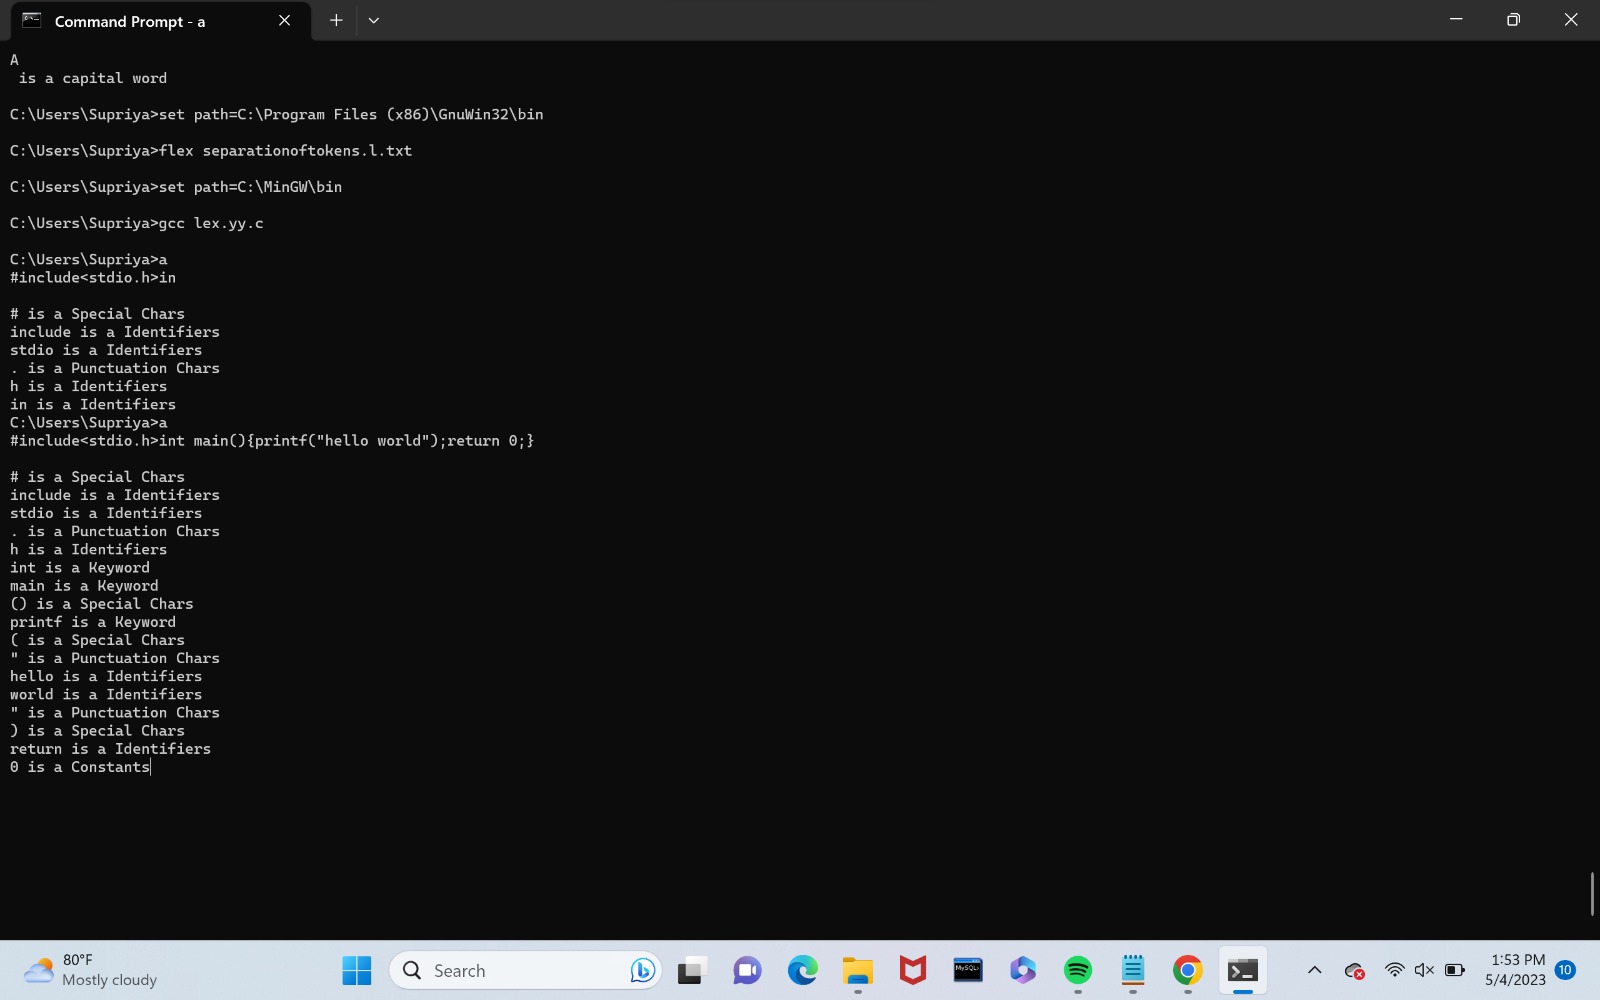 Command Prompt - a
A
is a capital word
C:\Users\Supriya>set path=C:\Program Files (x86)\GnuWin32\bin
C:\Users\Supriya>flex separationoftokens.l.txt
C:\Users\Supriya>set path=C:\MinGW\bin
C:\Users\Supriya>gcc lex.yy.c
C:\Users\Supriya>a
#include<stdio.h>in
# is a Special Chars
include is a Identifiers
stdio is a Identifiers
. is a Punctuation Chars
h is a Identifiers
in is a Identifiers
C:\Users\Supriya>a
#include<stdio.h>int main(){printf("hello world");return 0;}
# is a Special Chars
include is a Identifiers
stdio is a Identifiers
. is a Punctuation Chars
h is a Identifiers
int is a Keyword
main is a Keyword
() is a Special Chars
printf is a Keyword
( is a Special Chars
" is a Punctuation Chars
hello is a Identifiers
world is a Identifiers
" is a Punctuation Chars
) is a Special Chars
return is a Identifiers
0 is a Constants
80°F
Mostly cloudy
Search
MySQL
1:53 PM
5/4/2023
10